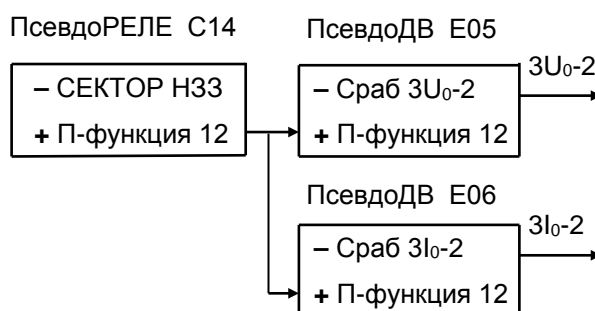 ПсевдоРЕЛЕ С14
ПсевдоДВ Е05
– СЕКТОР НЗЗ
+ П-функция 12
– Сраб 3U₀-2
+ П-функция 12
3U₀-2
ПсевдоДВ Е06
– Сраб 3I₀-2
+ П-функция 12
3I₀-2